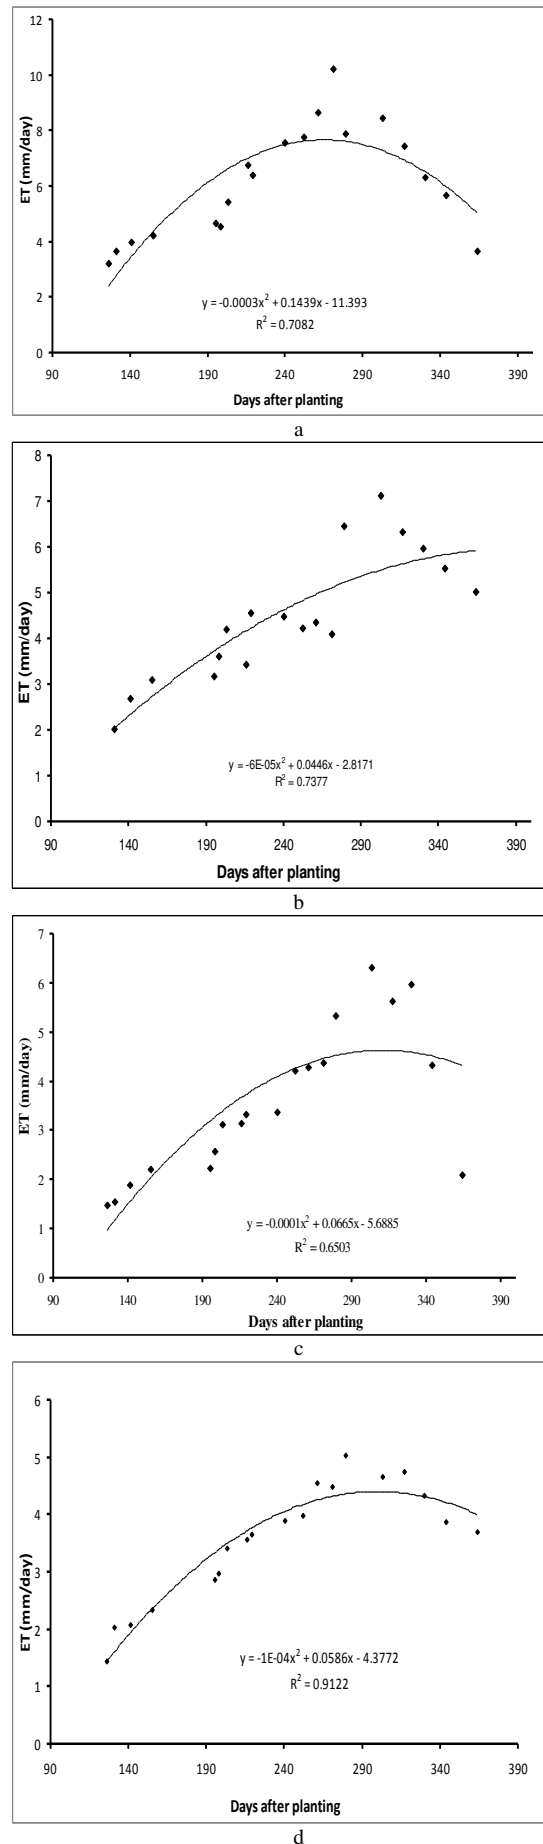 ET (mm/day)
12
10
8
6
4
2
0
y = -0.0003x² + 0.1439x - 11.393
R² = 0.7082
90 140 190 240 290 340 390
Days after planting
a
ET (mm/day)
8
7
6
5
4
3
2
1
0
y = -6E-05x² + 0.0446x - 2.8171
R² = 0.7377
90 140 190 240 290 340 390
Days after planting
b
ET (mm/day)
7
6
5
4
3
2
1
0
y = -0.0001x² + 0.0665x - 5.6885
R² = 0.6503
90 140 190 240 290 340 390
Days after planting
c
ET (mm/day)
6
5
4
3
2
1
0
y = -1E-04x² + 0.0586x - 4.3772
R² = 0.9122
90 140 190 240 290 340 390
Days after planting
d